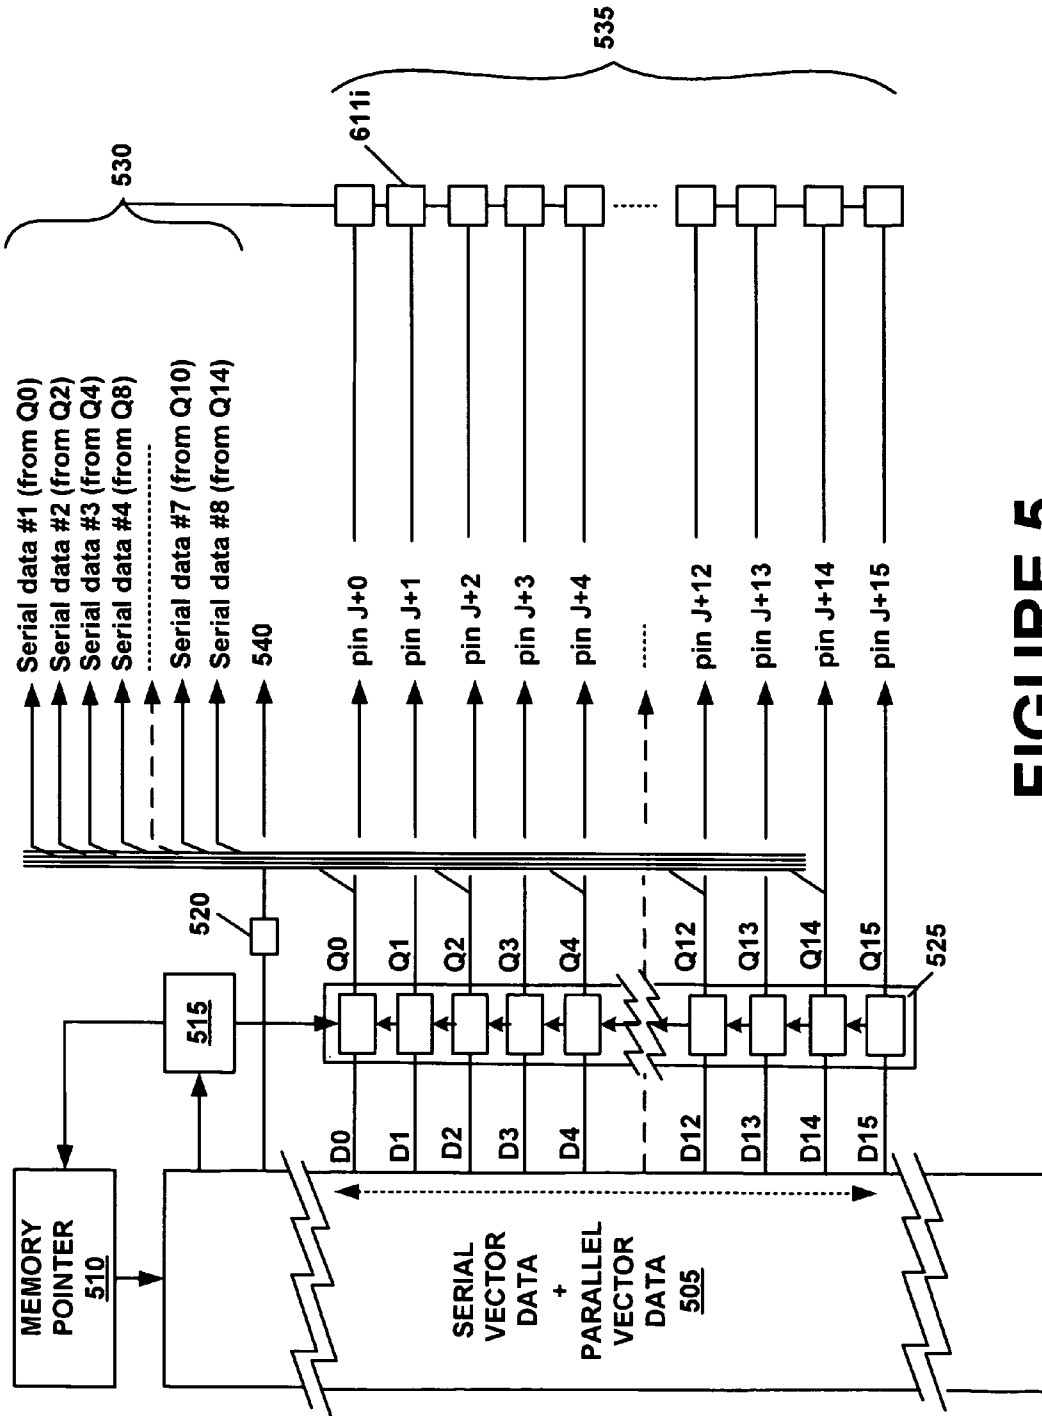 MEMORY
POINTER
510
515
520
530
Serial data #1 (from Q0)
Serial data #2 (from Q2)
Serial data #3 (from Q4)
Serial data #4 (from Q8)
Serial data #7 (from Q10)
Serial data #8 (from Q14)
540
SERIAL
VECTOR
DATA
+
PARALLEL
VECTOR
DATA
505
D0
D1
D2
D3
D4
D12
D13
D14
D15
Q0
Q1
Q2
Q3
Q4
Q12
Q13
Q14
Q15
525
pin J+0
pin J+1
pin J+2
pin J+3
pin J+4
pin J+12
pin J+13
pin J+14
pin J+15
611i
535
FIGURE 5